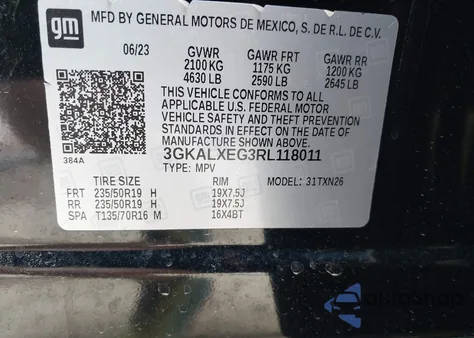 gm
MFD BY GENERAL MOTORS DE MEXICO, S. DE R.L. DE C.V.
06/23 GVWR GAWR FRT GAWR RR
2100 KG 1175 KG 1200 KG
4630 LB 2590 LB 2645 LB
THIS VEHICLE CONFORMS TO ALL
APPLICABLE U.S. FEDERAL MOTOR
VEHICLE SAFETY AND THEFT
PREVENTION STANDARDS IN
EFFECT ON THE DATE OF
MANUFACTURE SHOWN ABOVE.
384A 3GKALXEG3RL118011
TYPE: MPV
TIRE SIZE RIM MODEL: 31TXN26
FRT 235/50R19 H 19X7.5J
RR 235/50R19 H 19X7.5J
SPA T135/70R16 M 16X4BT